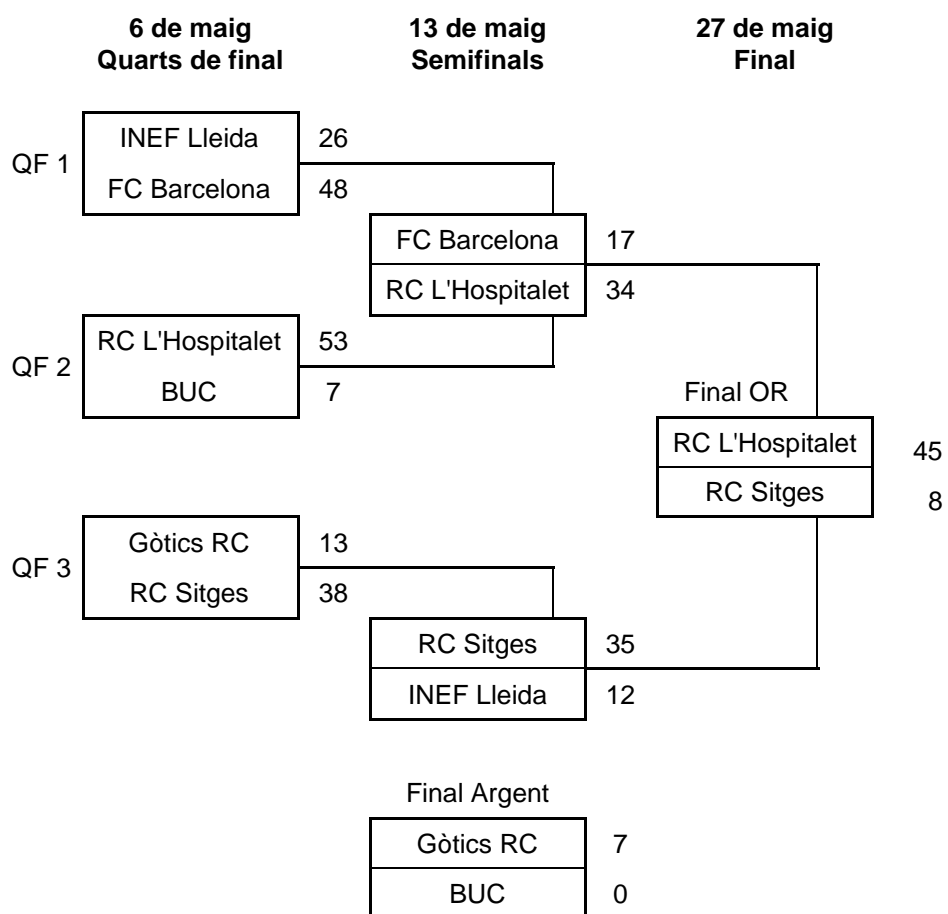 6 de maig
Quarts de final
13 de maig
Semifinals
27 de maig
Final
QF 1
INEF Lleida 26
FC Barcelona 48
FC Barcelona 17
RC L'Hospitalet 34
QF 2
RC L'Hospitalet 53
BUC 7
Final OR
RC L'Hospitalet 45
RC Sitges 8
QF 3
Gòtics RC 13
RC Sitges 38
RC Sitges 35
INEF Lleida 12
Final Argent
Gòtics RC 7
BUC 0